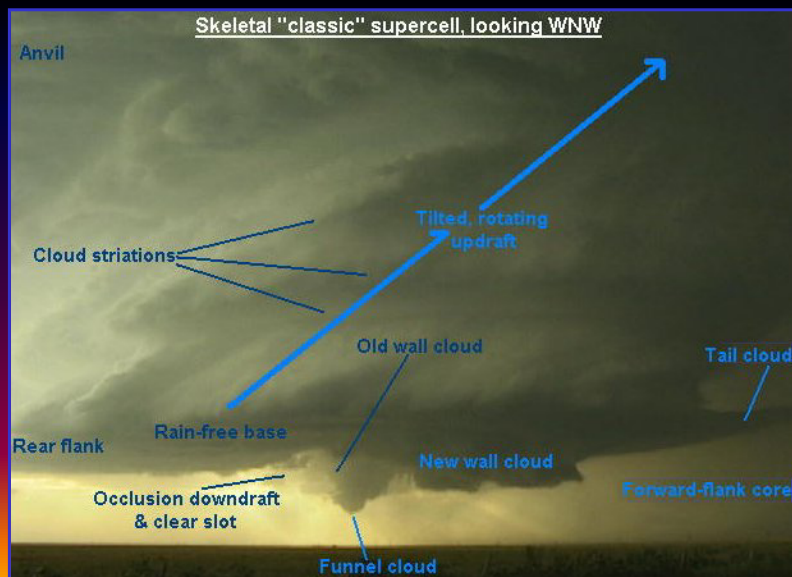 Skeletal "classic" supercell, looking WNW
Anvil
Tilted, rotating
updraft
Cloud striations
Old wall cloud
Tail cloud
Rain-free base
Rear flank
New wall cloud
Occlusion downdraft
& clear slot
Forward-flank core
Funnel cloud